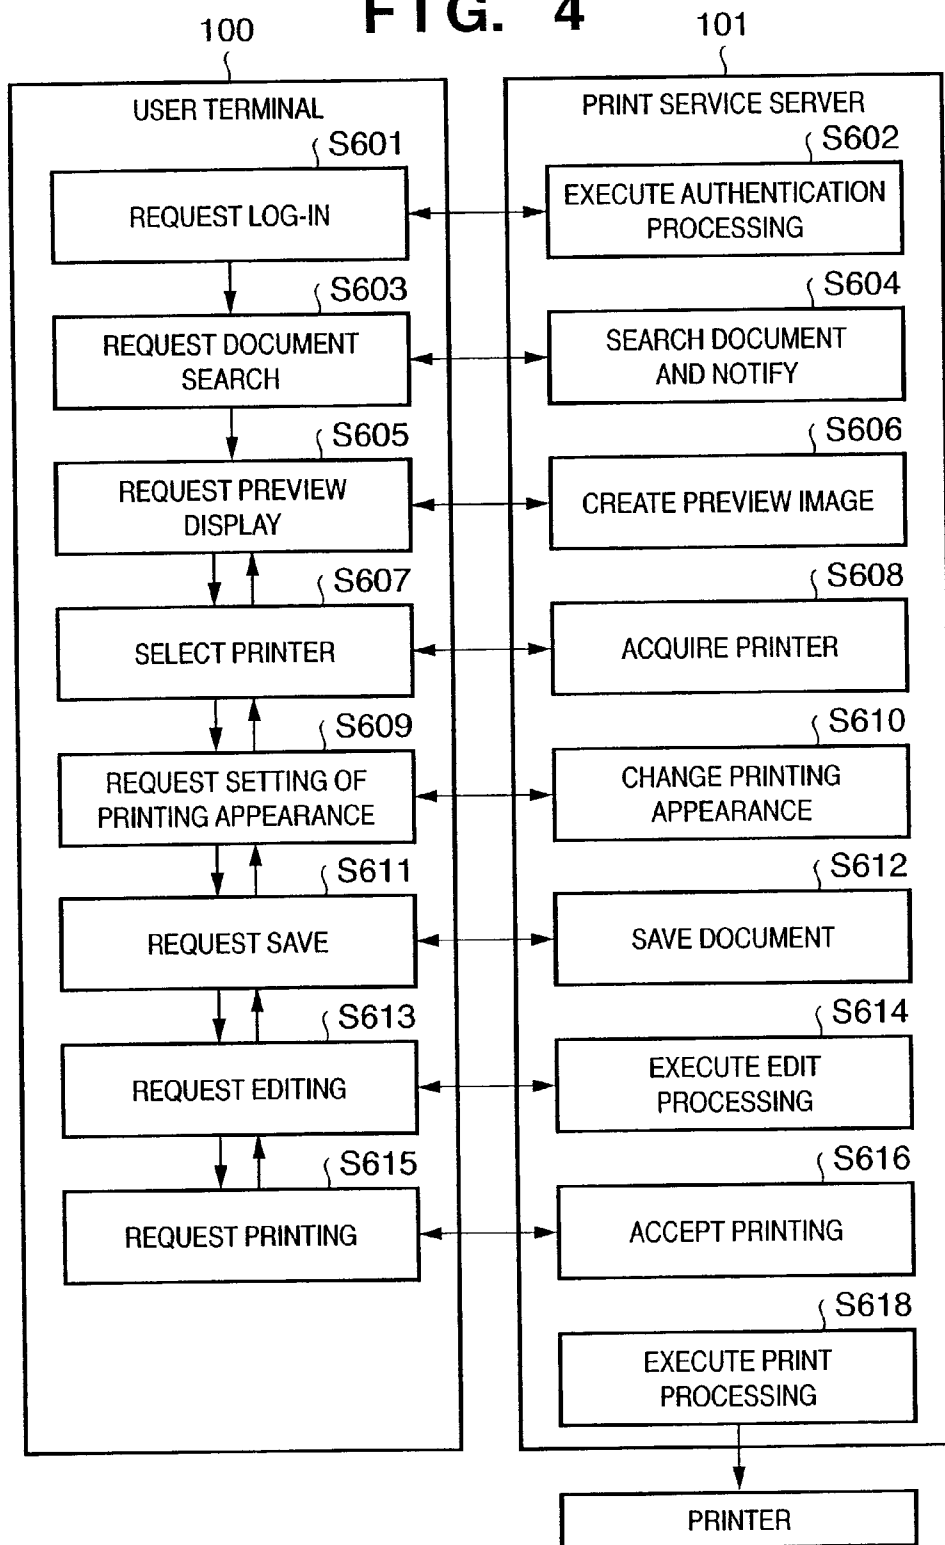 FIG. 4
100
101
USER TERMINAL
PRINT SERVICE SERVER
S601
S602
REQUEST LOG-IN
EXECUTE AUTHENTICATION
PROCESSING
S603
S604
REQUEST DOCUMENT
SEARCH
SEARCH DOCUMENT
AND NOTIFY
S605
S606
REQUEST PREVIEW
DISPLAY
CREATE PREVIEW IMAGE
S607
S608
SELECT PRINTER
ACQUIRE PRINTER
S609
S610
REQUEST SETTING OF
PRINTING APPEARANCE
CHANGE PRINTING
APPEARANCE
S611
S612
REQUEST SAVE
SAVE DOCUMENT
S613
S614
REQUEST EDITING
EXECUTE EDIT
PROCESSING
S615
S616
REQUEST PRINTING
ACCEPT PRINTING
S618
EXECUTE PRINT
PROCESSING
PRINTER